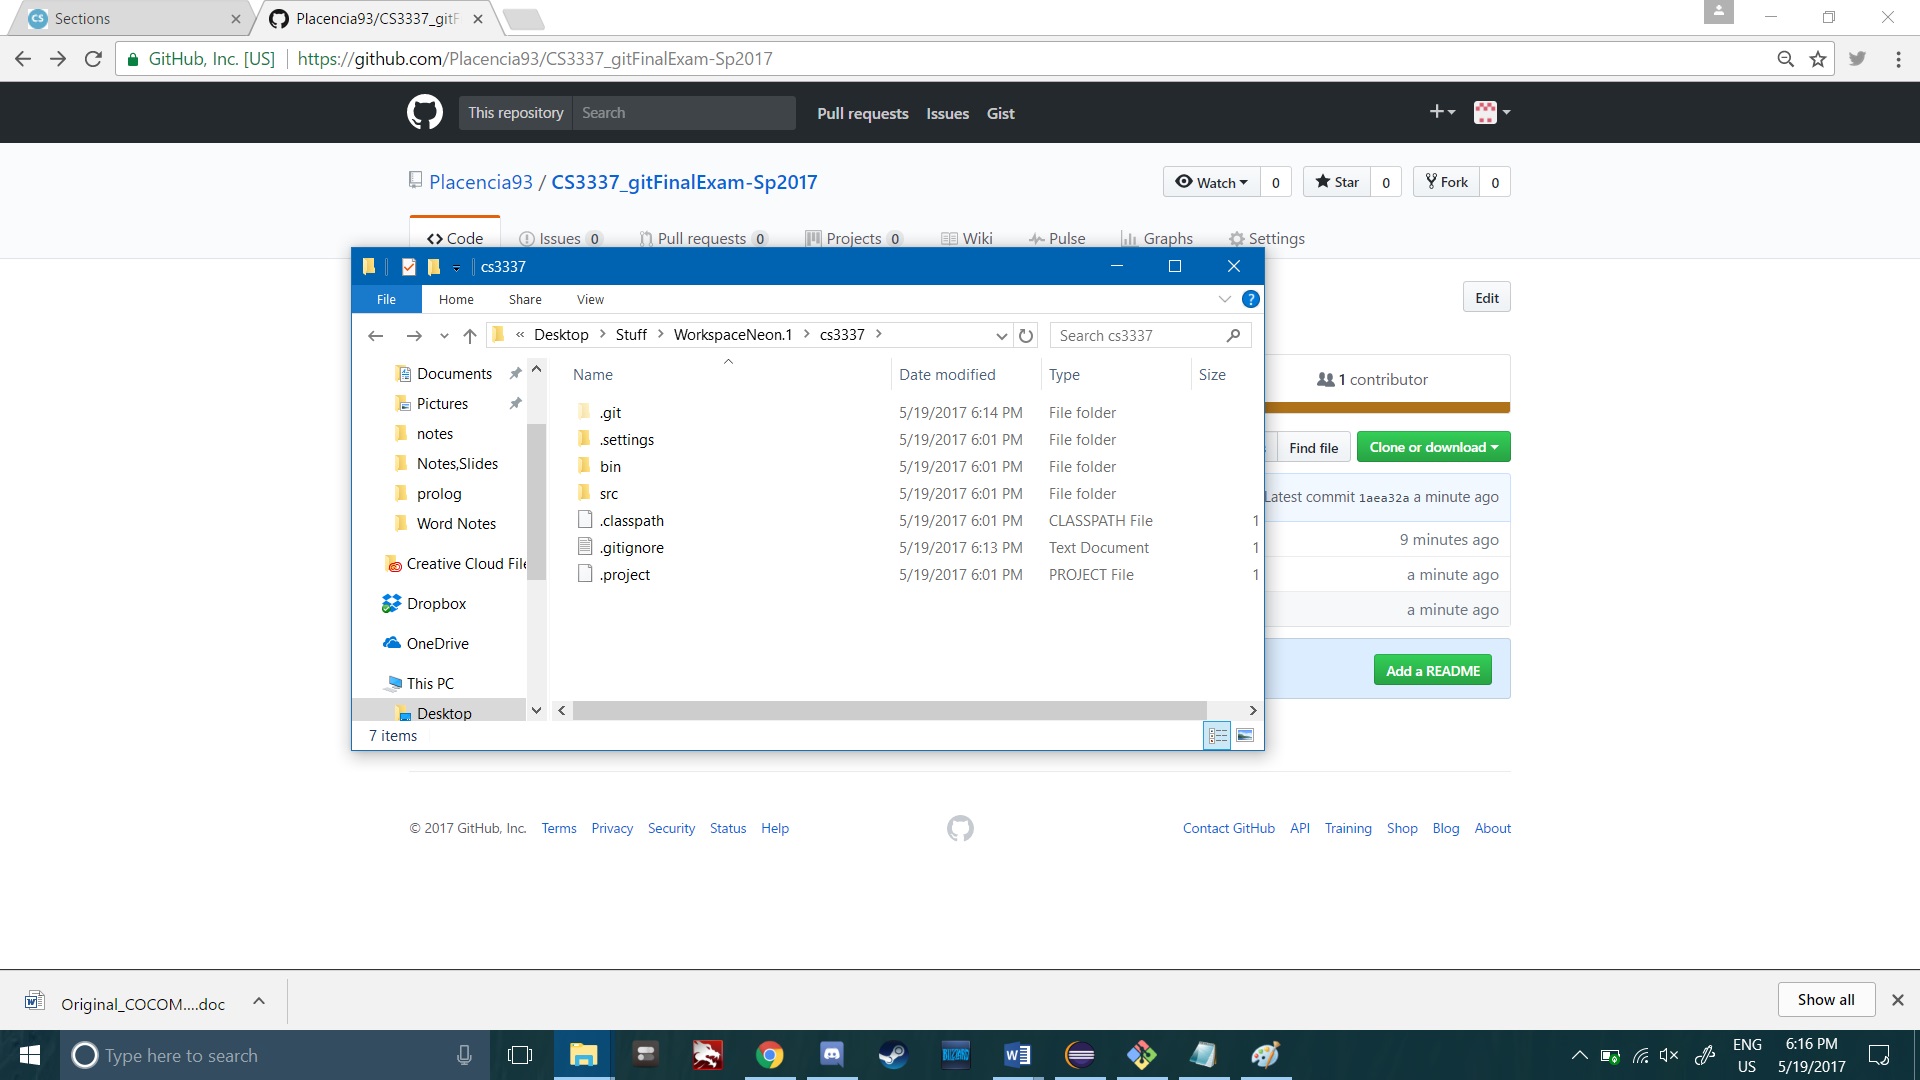 Sections
Placencia93/CS3337_gitF
GitHub, Inc. [US] https://github.com/Placencia93/CS3337_gitFinalExam-Sp2017
This repository Search Pull requests Issues Gist
Placencia93 / CS3337_gitFinalExam-Sp2017
Watch 0 Star 0 Fork 0
Code Issues 0 Pull requests 0 Projects 0 Wiki Pulse Graphs Settings
cs3337
File Home Share View
Edit
« Desktop > Stuff > WorkspaceNeon.1 > cs3337 >
Search cs3337
Documents
Pictures
notes
Notes,Slides
prolog
Word Notes
Creative Cloud File
Dropbox
OneDrive
This PC
Desktop
Name Date modified Type Size
.git 5/19/2017 6:14 PM File folder
.settings 5/19/2017 6:01 PM File folder
bin 5/19/2017 6:01 PM File folder
src 5/19/2017 6:01 PM File folder
.classpath 5/19/2017 6:01 PM CLASSPATH File 1
.gitignore 5/19/2017 6:13 PM Text Document 1
.project 5/19/2017 6:01 PM PROJECT File 1
7 items
1 contributor
Find file Clone or download
Latest commit 1aea32a a minute ago
9 minutes ago
a minute ago
a minute ago
Add a README
© 2017 GitHub, Inc. Terms Privacy Security Status Help
Contact GitHub API Training Shop Blog About
Original_COCOM....doc
Show all
Type here to search
BLIZZARD
ENG
US
6:16 PM
5/19/2017